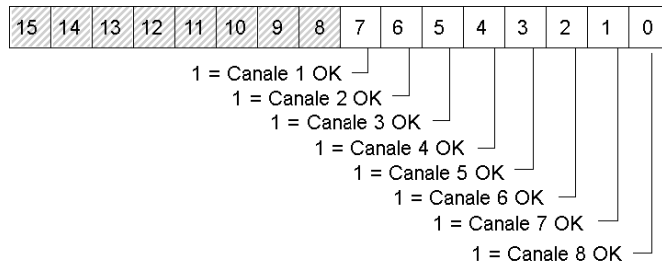 15 14 13 12 11 10 9 8 7 6 5 4 3 2 1 0
1 = Canale 1 OK
1 = Canale 2 OK
1 = Canale 3 OK
1 = Canale 4 OK
1 = Canale 5 OK
1 = Canale 6 OK
1 = Canale 7 OK
1 = Canale 8 OK